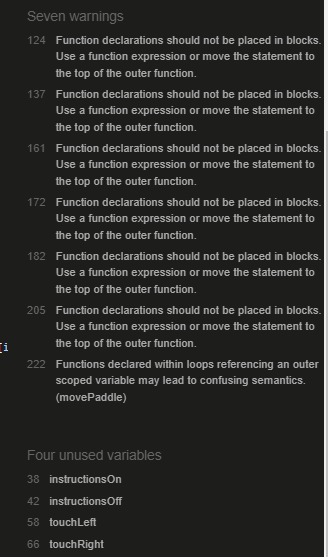 Seven warnings
124 Function declarations should not be placed in blocks.
Use a function expression or move the statement to
the top of the outer function.
137 Function declarations should not be placed in blocks.
Use a function expression or move the statement to
the top of the outer function.
161 Function declarations should not be placed in blocks.
Use a function expression or move the statement to
the top of the outer function.
172 Function declarations should not be placed in blocks.
Use a function expression or move the statement to
the top of the outer function.
182 Function declarations should not be placed in blocks.
Use a function expression or move the statement to
the top of the outer function.
205 Function declarations should not be placed in blocks.
Use a function expression or move the statement to
the top of the outer function.
[i
222 Functions declared within loops referencing an outer
scoped variable may lead to confusing semantics.
(movePaddle)
Four unused variables
38 instructionsOn
42 instructionsOff
58 touchLeft
66 touchRight